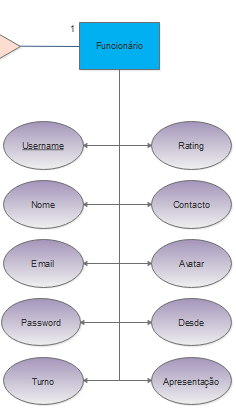 1
Funcionário
Username
Rating
Nome
Contacto
Email
Avatar
Password
Desde
Turno
Apresentação